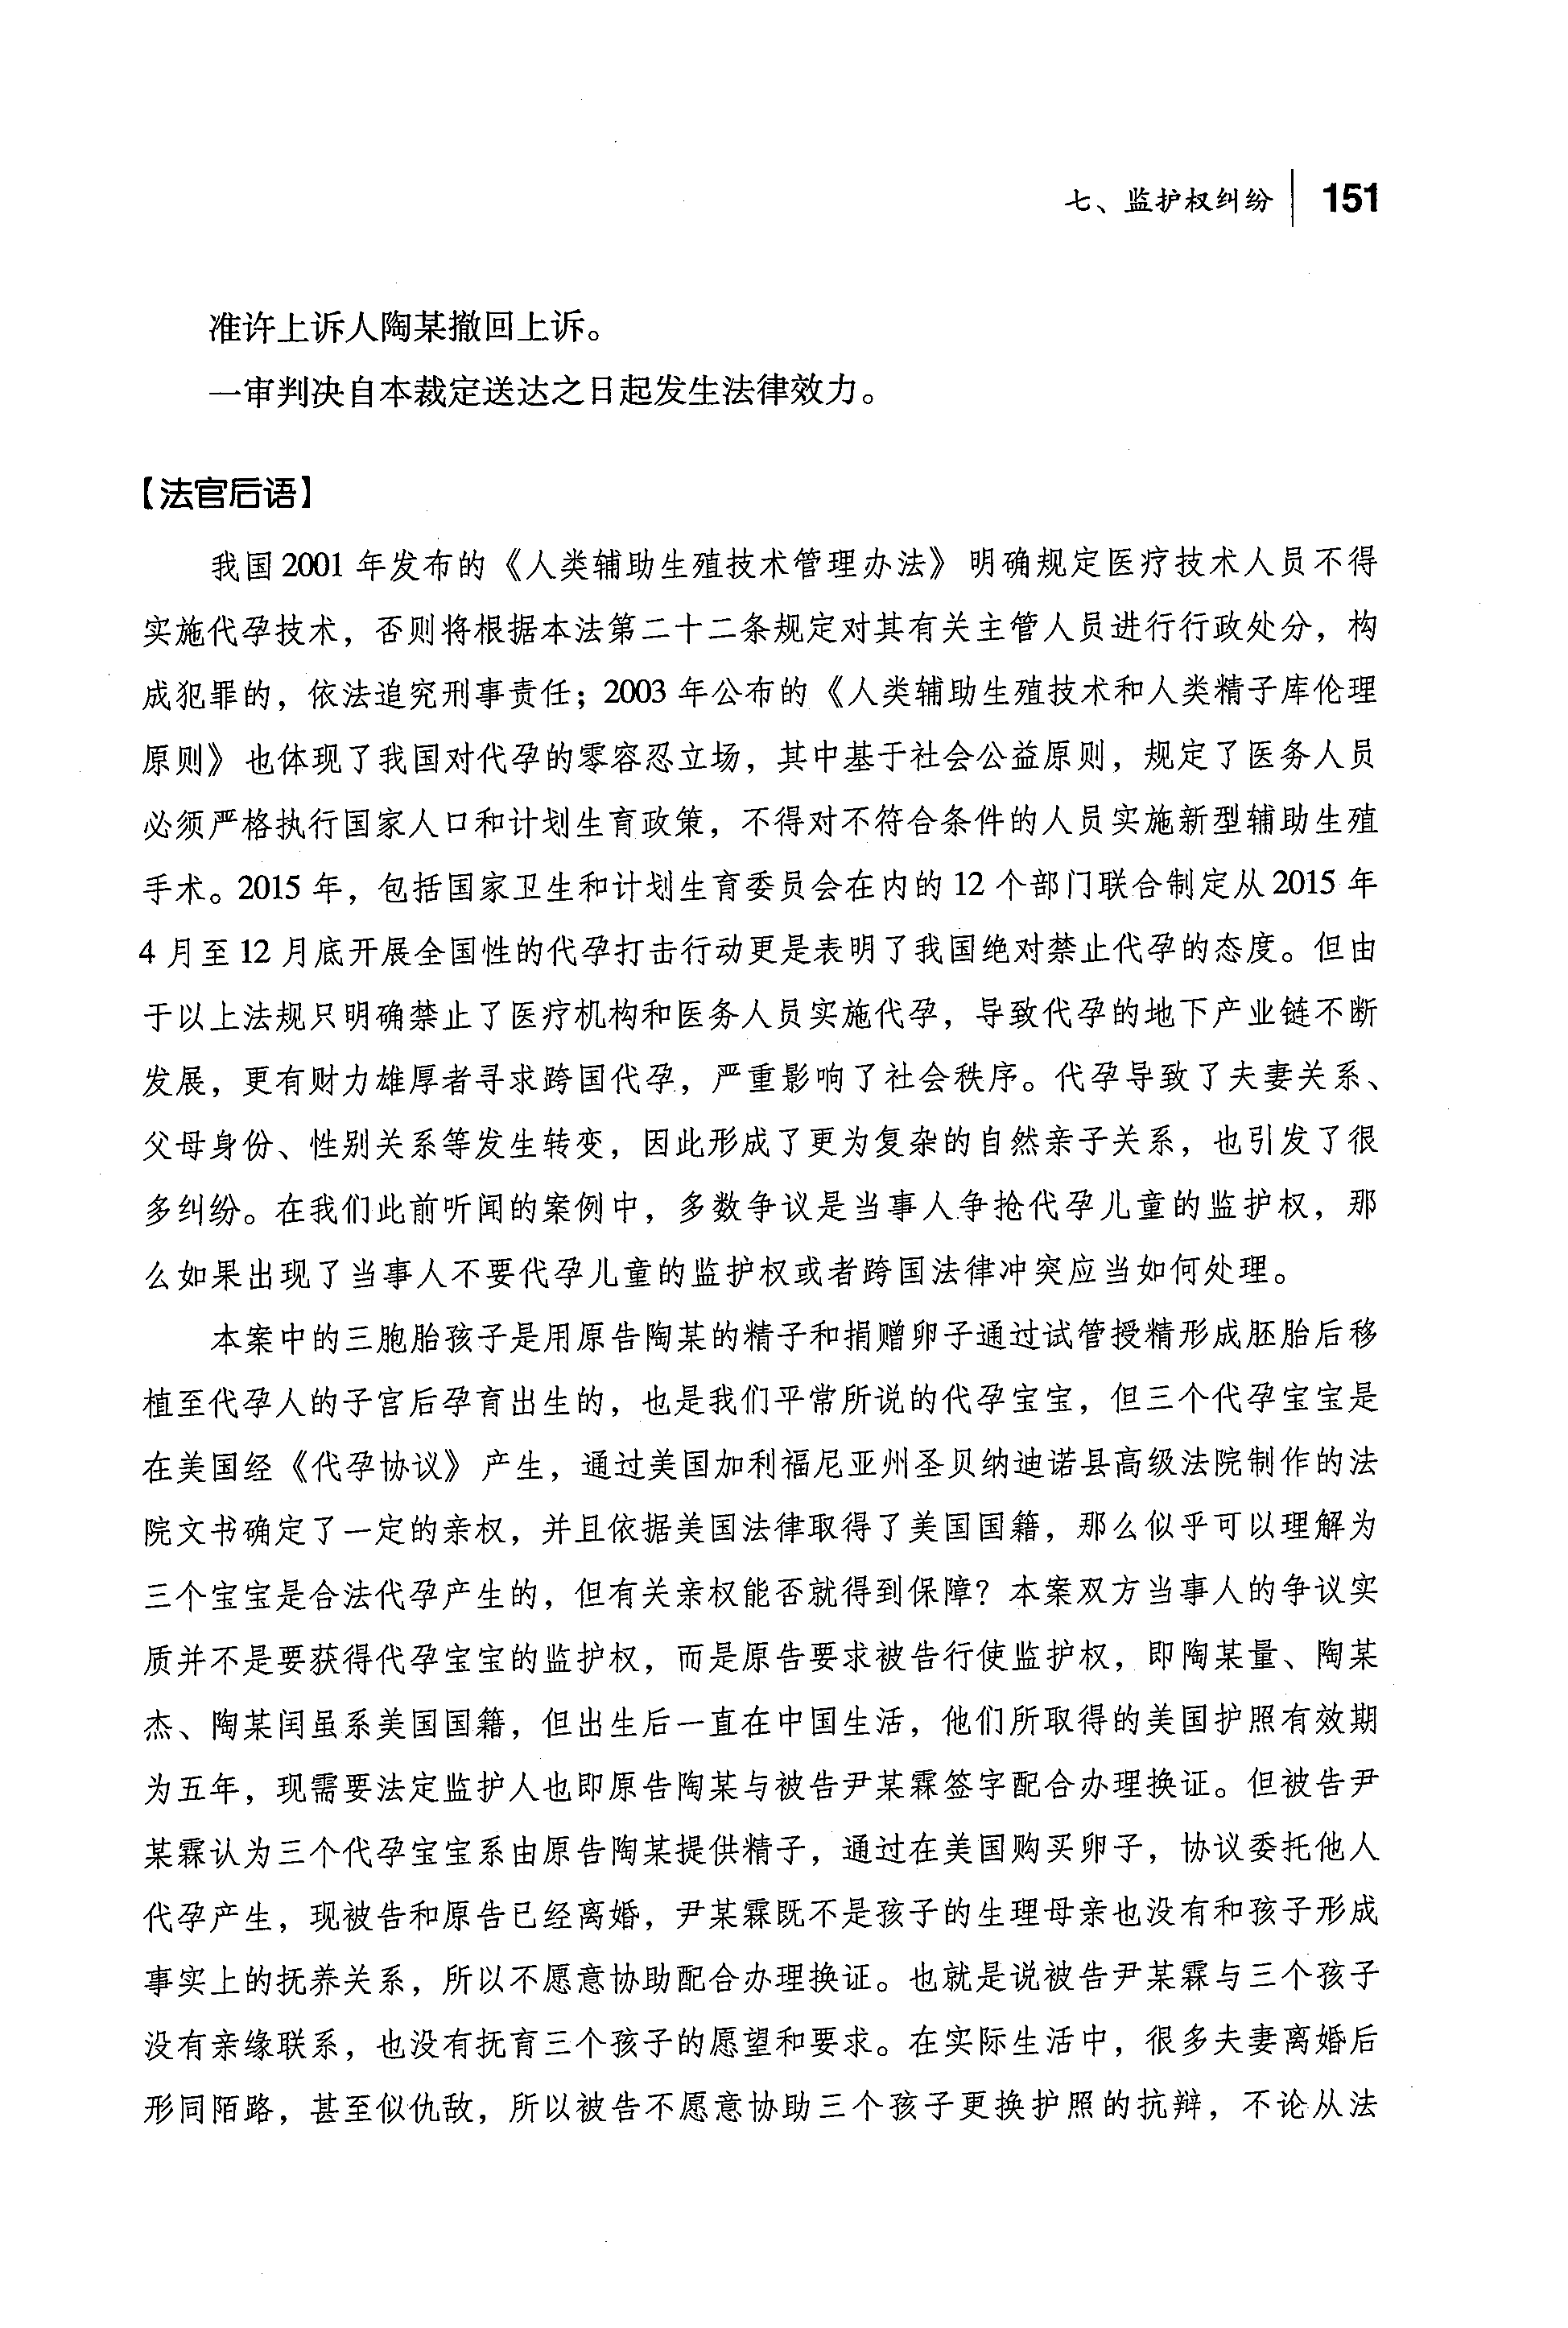 七、监护权纠纷 151
准许上诉人陶某撤回上诉。
一审判决自本裁定送达之日起发生法律效力。
【法官后语】
我国2001年发布的《人类辅助生殖技术管理办法》明确规定医疗技术人员不得
实施代孕技术，否则将根据本法第二十二条规定对其有关主管人员进行行政处分，构
成犯罪的，依法追究刑事责任；2003年公布的《人类辅助生殖技术和人类精子库伦理
原则》也体现了我国对代孕的零容忍立场，其中基于社会公益原则，规定了医务人员
必须严格执行国家人口和计划生育政策，不得对不符合条件的人员实施新型辅助生殖
手术。2015年，包括国家卫生和计划生育委员会在内的12个部门联合制定从2015年
4月至12月底开展全国性的代孕打击行动更是表明了我国绝对禁止代孕的态度。但由
于以上法规只明确禁止了医疗机构和医务人员实施代孕，导致代孕的地下产业链不断
发展，更有财力雄厚者寻求跨国代孕，严重影响了社会秩序。代孕导致了夫妻关系、
父母身份、性别关系等发生转变，因此形成了更为复杂的自然亲子关系，也引发了很
多纠纷。在我们此前听闻的案例中，多数争议是当事人争抢代孕儿童的监护权，那
么如果出现了当事人不要代孕儿童的监护权或者跨国法律冲突应当如何处理。
本案中的三胞胎孩子是用原告陶某的精子和捐赠卵子通过试管授精形成胚胎后移
植至代孕人的子宫后孕育出生的，也是我们平常所说的代孕宝宝，但三个代孕宝宝是
在美国经《代孕协议》产生，通过美国加利福尼亚州圣贝纳迪诺县高级法院制作的法
院文书确定了一定的亲权，并且依据美国法律取得了美国国籍，那么似乎可以理解为
三个宝宝是合法代孕产生的，但有关亲权能否就得到保障？本案双方当事人的争议实
质并不是要获得代孕宝宝的监护权，而是原告要求被告行使监护权，即陶某量、陶某
杰、陶某闰虽系美国国籍，但出生后一直在中国生活，他们所取得的美国护照有效期
为五年，现需要法定监护人也即原告陶某与被告尹某霖签字配合办理换证。但被告尹
某霖认为三个代孕宝宝系由原告陶某提供精子，通过在美国购买卵子，协议委托他人
代孕产生，现被告和原告已经离婚，尹某霖既不是孩子的生理母亲也没有和孩子形成
事实上的抚养关系，所以不愿意协助配合办理换证。也就是说被告尹某霖与三个孩子
没有亲缘联系，也没有抚育三个孩子的愿望和要求。在实际生活中，很多夫妻离婚后
形同陌路，甚至似仇敌，所以被告不愿意协助三个孩子更换护照的抗辩，不论从法